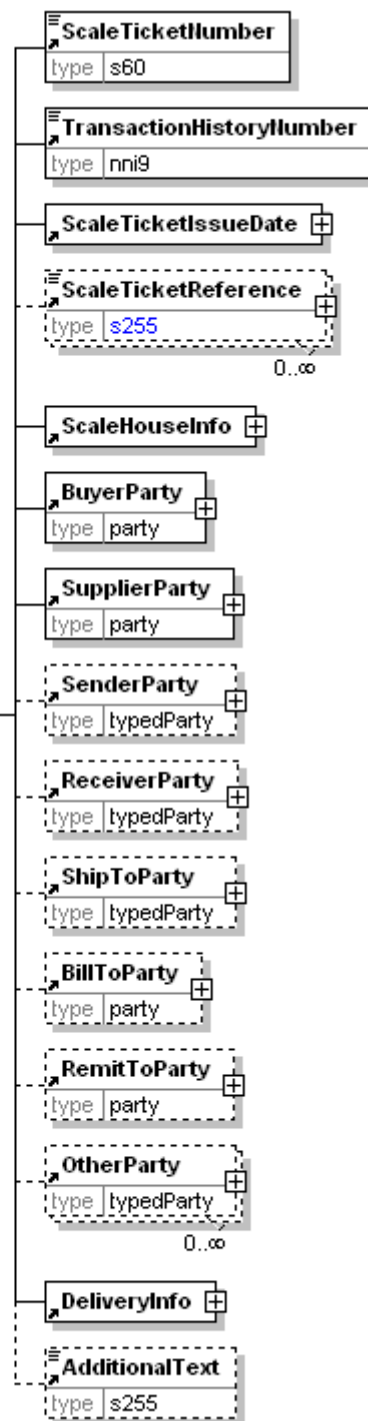 ScaleTicketNumber
type s60
TransactionHistoryNumber
type nni9
ScaleTicketIssueDate
ScaleTicketReference
type s255
0..∞
ScaleHouseInfo
BuyerParty
type party
SupplierParty
type party
SenderParty
type typedParty
ReceiverParty
type typedParty
ShipToParty
type typedParty
BillToParty
type party
RemitToParty
type party
OtherParty
type typedParty
0..∞
DeliveryInfo
AdditionalText
type s255